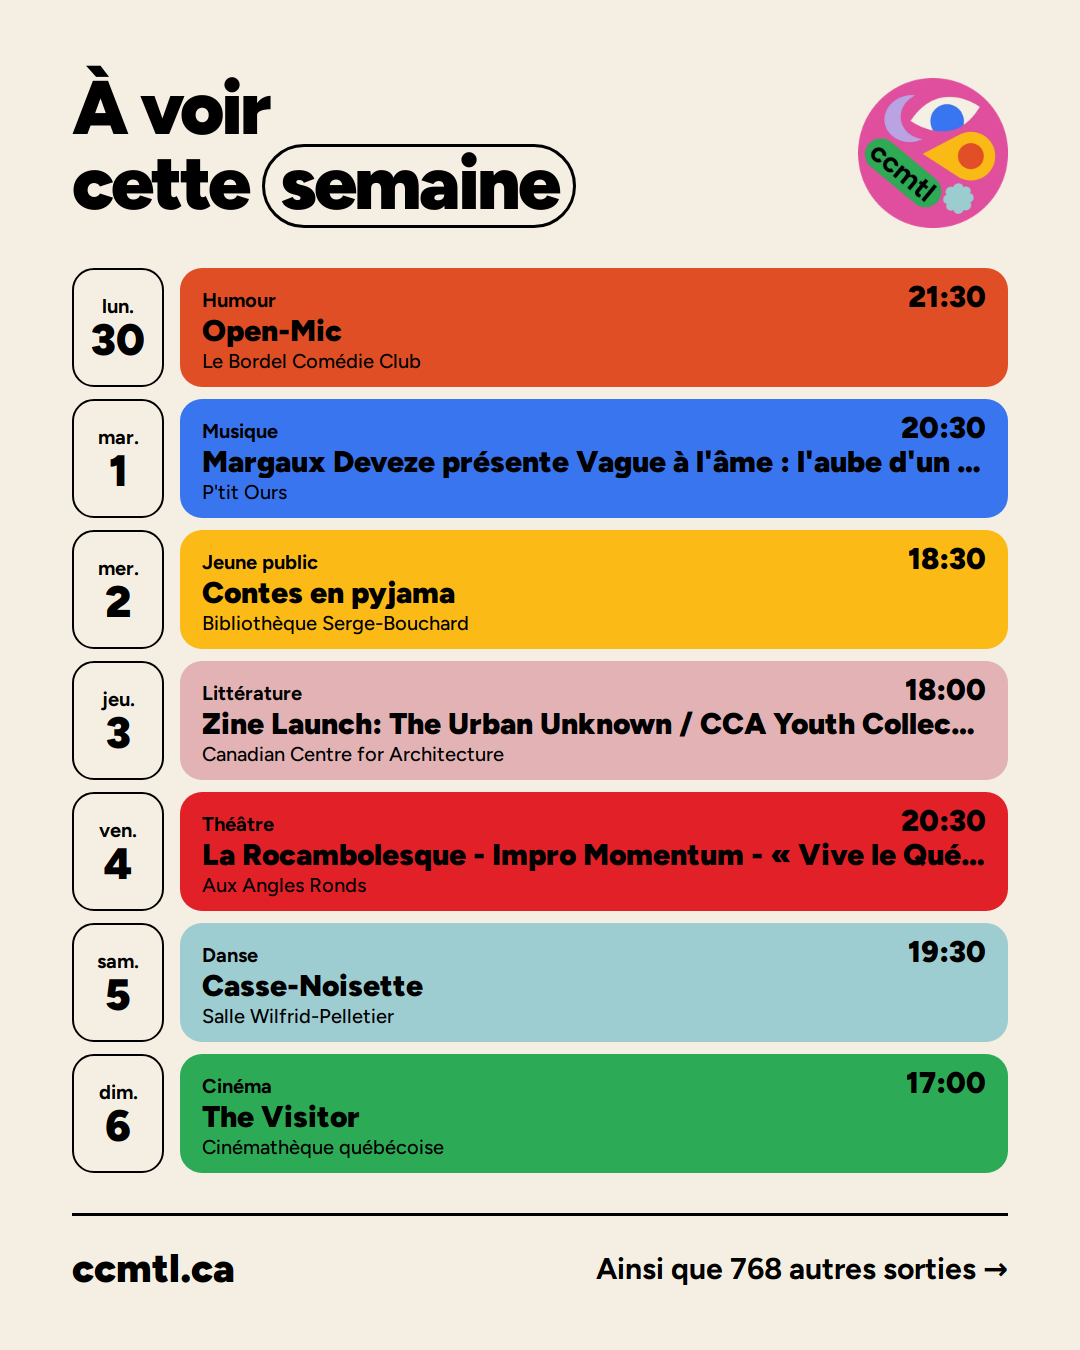 À voir
cette semaine
ccmtl
lun.
30
Humour
21:30
Open-Mic
Le Bordel Comédie Club
mar.
1
Musique
20:30
Margaux Deveze présente Vague à l'âme : l'aube d'un ...
P'tit Ours
mer.
2
Jeune public
18:30
Contes en pyjama
Bibliothèque Serge-Bouchard
jeu.
3
Littérature
18:00
Zine Launch: The Urban Unknown / CCA Youth Collec...
Canadian Centre for Architecture
ven.
4
Théâtre
20:30
La Rocambolesque - Impro Momentum - « Vive le Qué...
Aux Angles Ronds
sam.
5
Danse
19:30
Casse-Noisette
Salle Wilfrid-Pelletier
dim.
6
Cinéma
17:00
The Visitor
Cinémathèque québécoise
ccmtl.ca
Ainsi que 768 autres sorties →